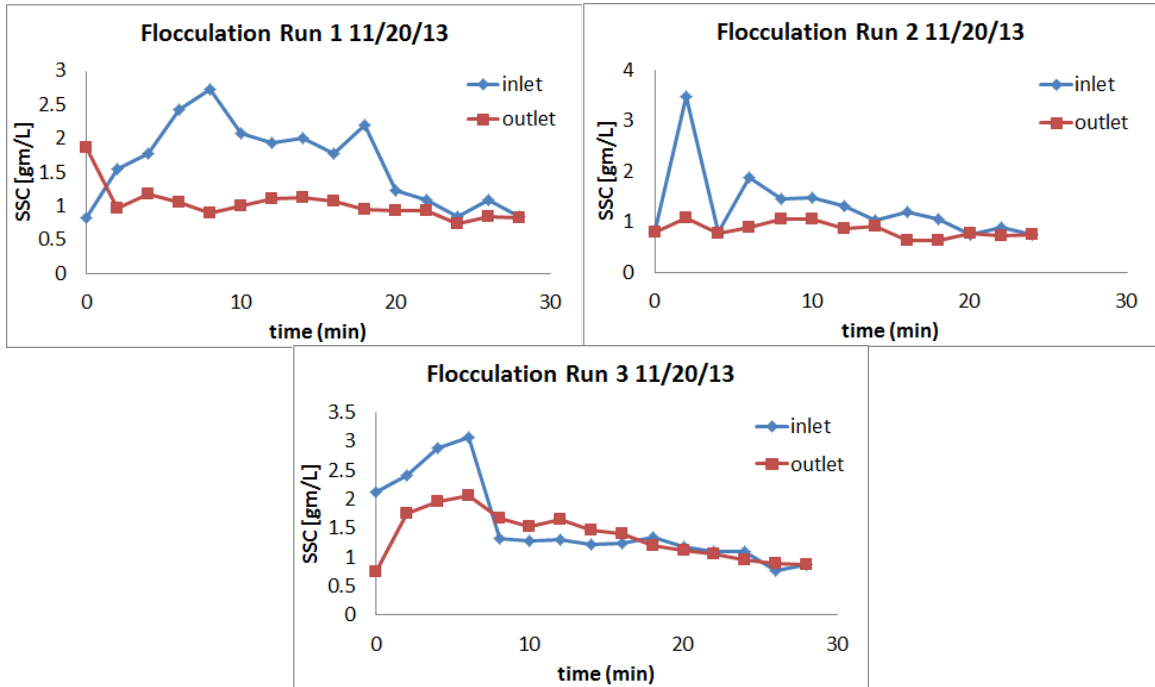 Flocculation Run 1 11/20/13
3
2.5
2
1.5
1
0.5
0
SSC [gm/L]
inlet
outlet
0 10 20 30
time (min)
Flocculation Run 2 11/20/13
4
3
2
1
0
SSC [gm/L]
inlet
outlet
0 10 20 30
time (min)
Flocculation Run 3 11/20/13
3.5
3
2.5
2
1.5
1
0.5
0
SSC [gm/L]
inlet
outlet
0 10 20 30
time (min)